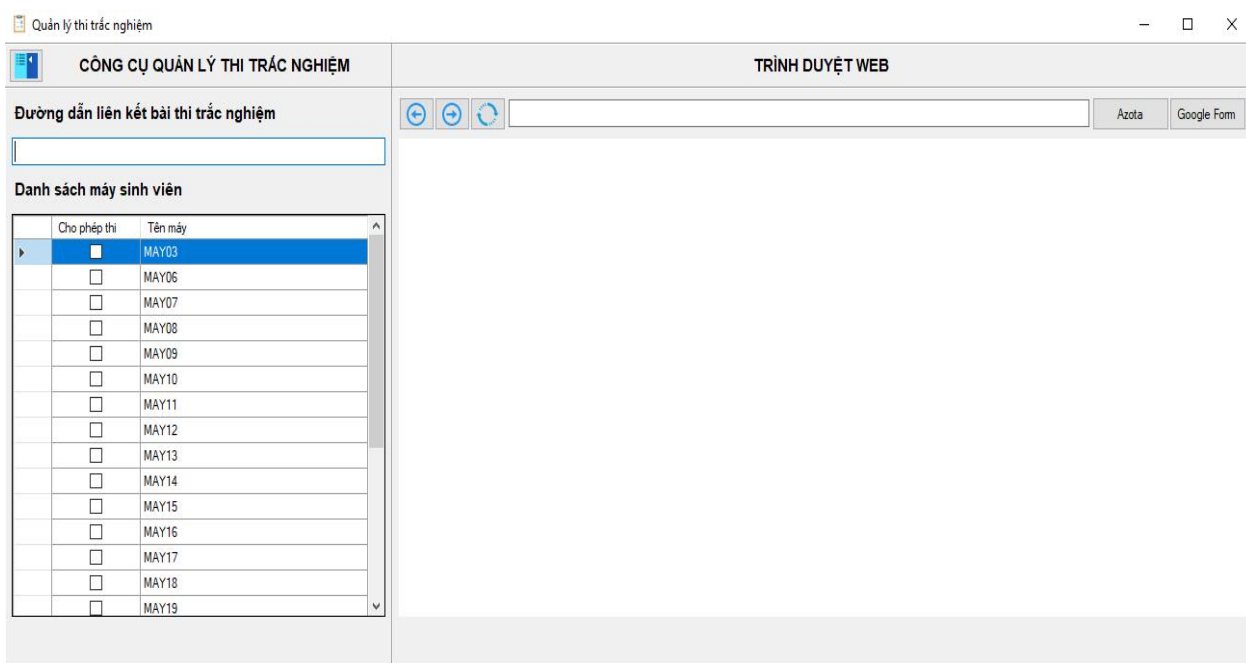 Quản lý thi trắc nghiệm
CÔNG CỤ QUẢN LÝ THI TRẮC NGHIỆM
TRÌNH DUYỆT WEB
Đường dẫn liên kết bài thi trắc nghiệm
Azota
Google Form
Danh sách máy sinh viên
Cho phép thi Tên máy
MAY03
MAY06
MAY07
MAY08
MAY09
MAY10
MAY11
MAY12
MAY13
MAY14
MAY15
MAY16
MAY17
MAY18
MAY19